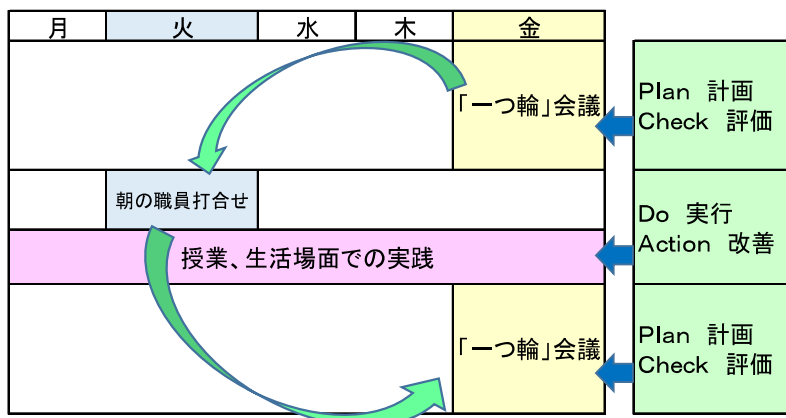 月 火 水 木 金
「一つ輪」会議
Plan 計画
Check 評価
朝の職員打合せ
Do 実行
Action 改善
授業、生活場面での実践
「一つ輪」会議
Plan 計画
Check 評価